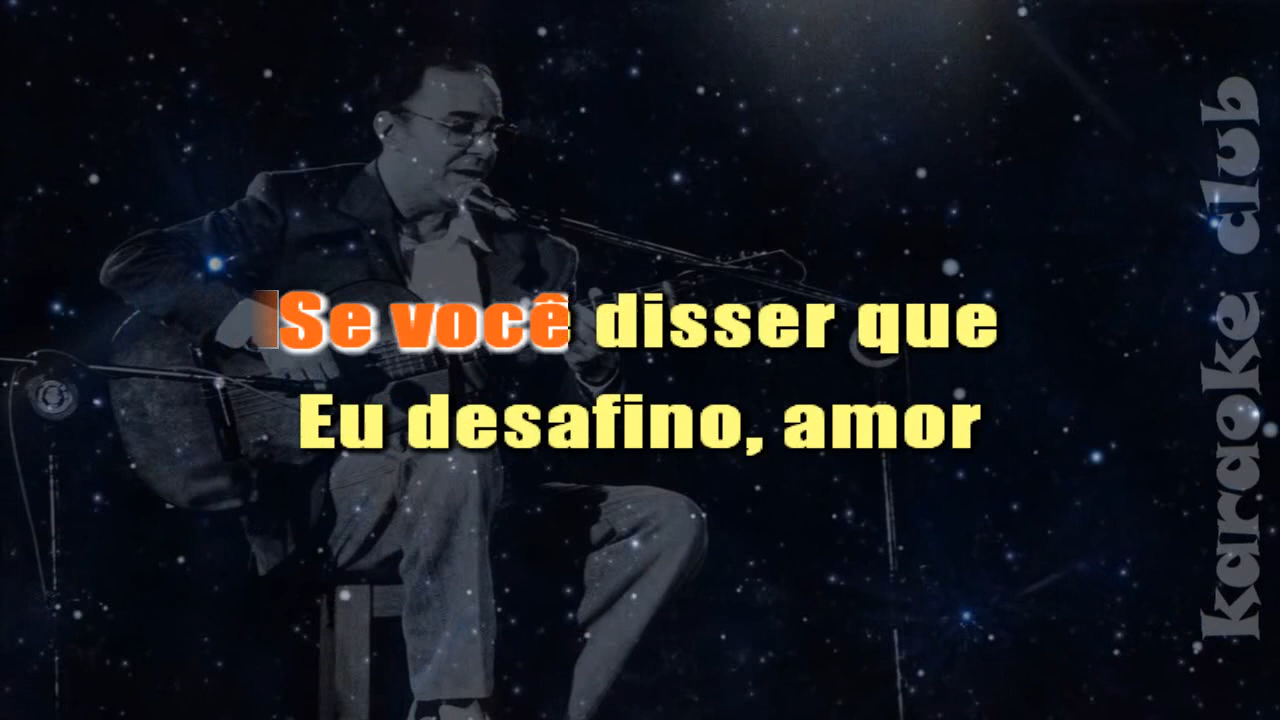 Se você disser que
Eu desafino, amor
karaoke club